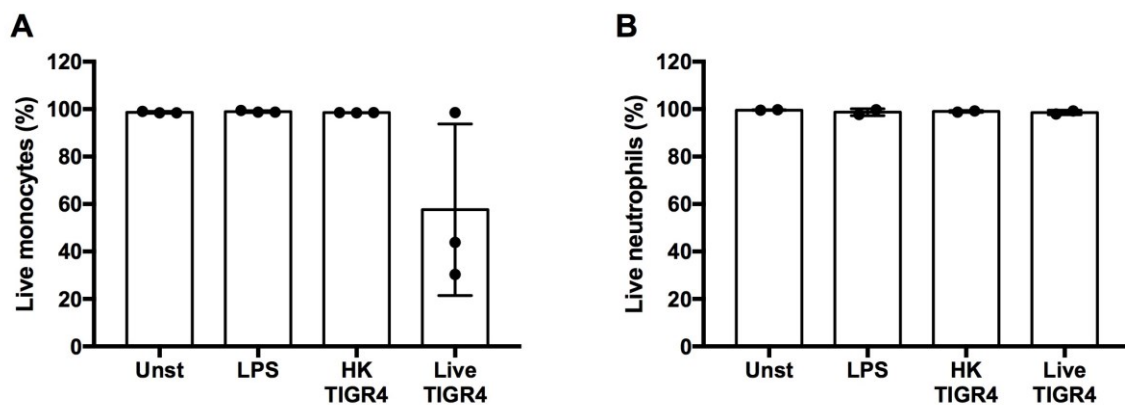 A
Live monocytes (%)
120
100
80
60
40
20
0
Unst
LPS
HK
TIGR4
Live
TIGR4
B
Live neutrophils (%)
120
100
80
60
40
20
0
Unst
LPS
HK
TIGR4
Live
TIGR4